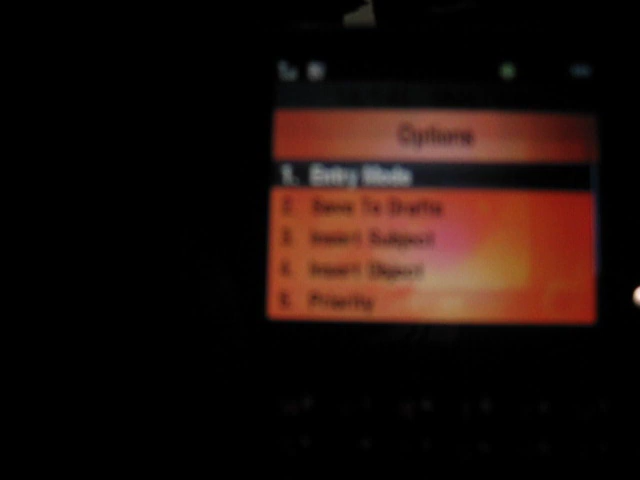 Options
1. Entry Mode
2. Save To Drafts
3. Insert Subject
4. Insert Object
5. Priority